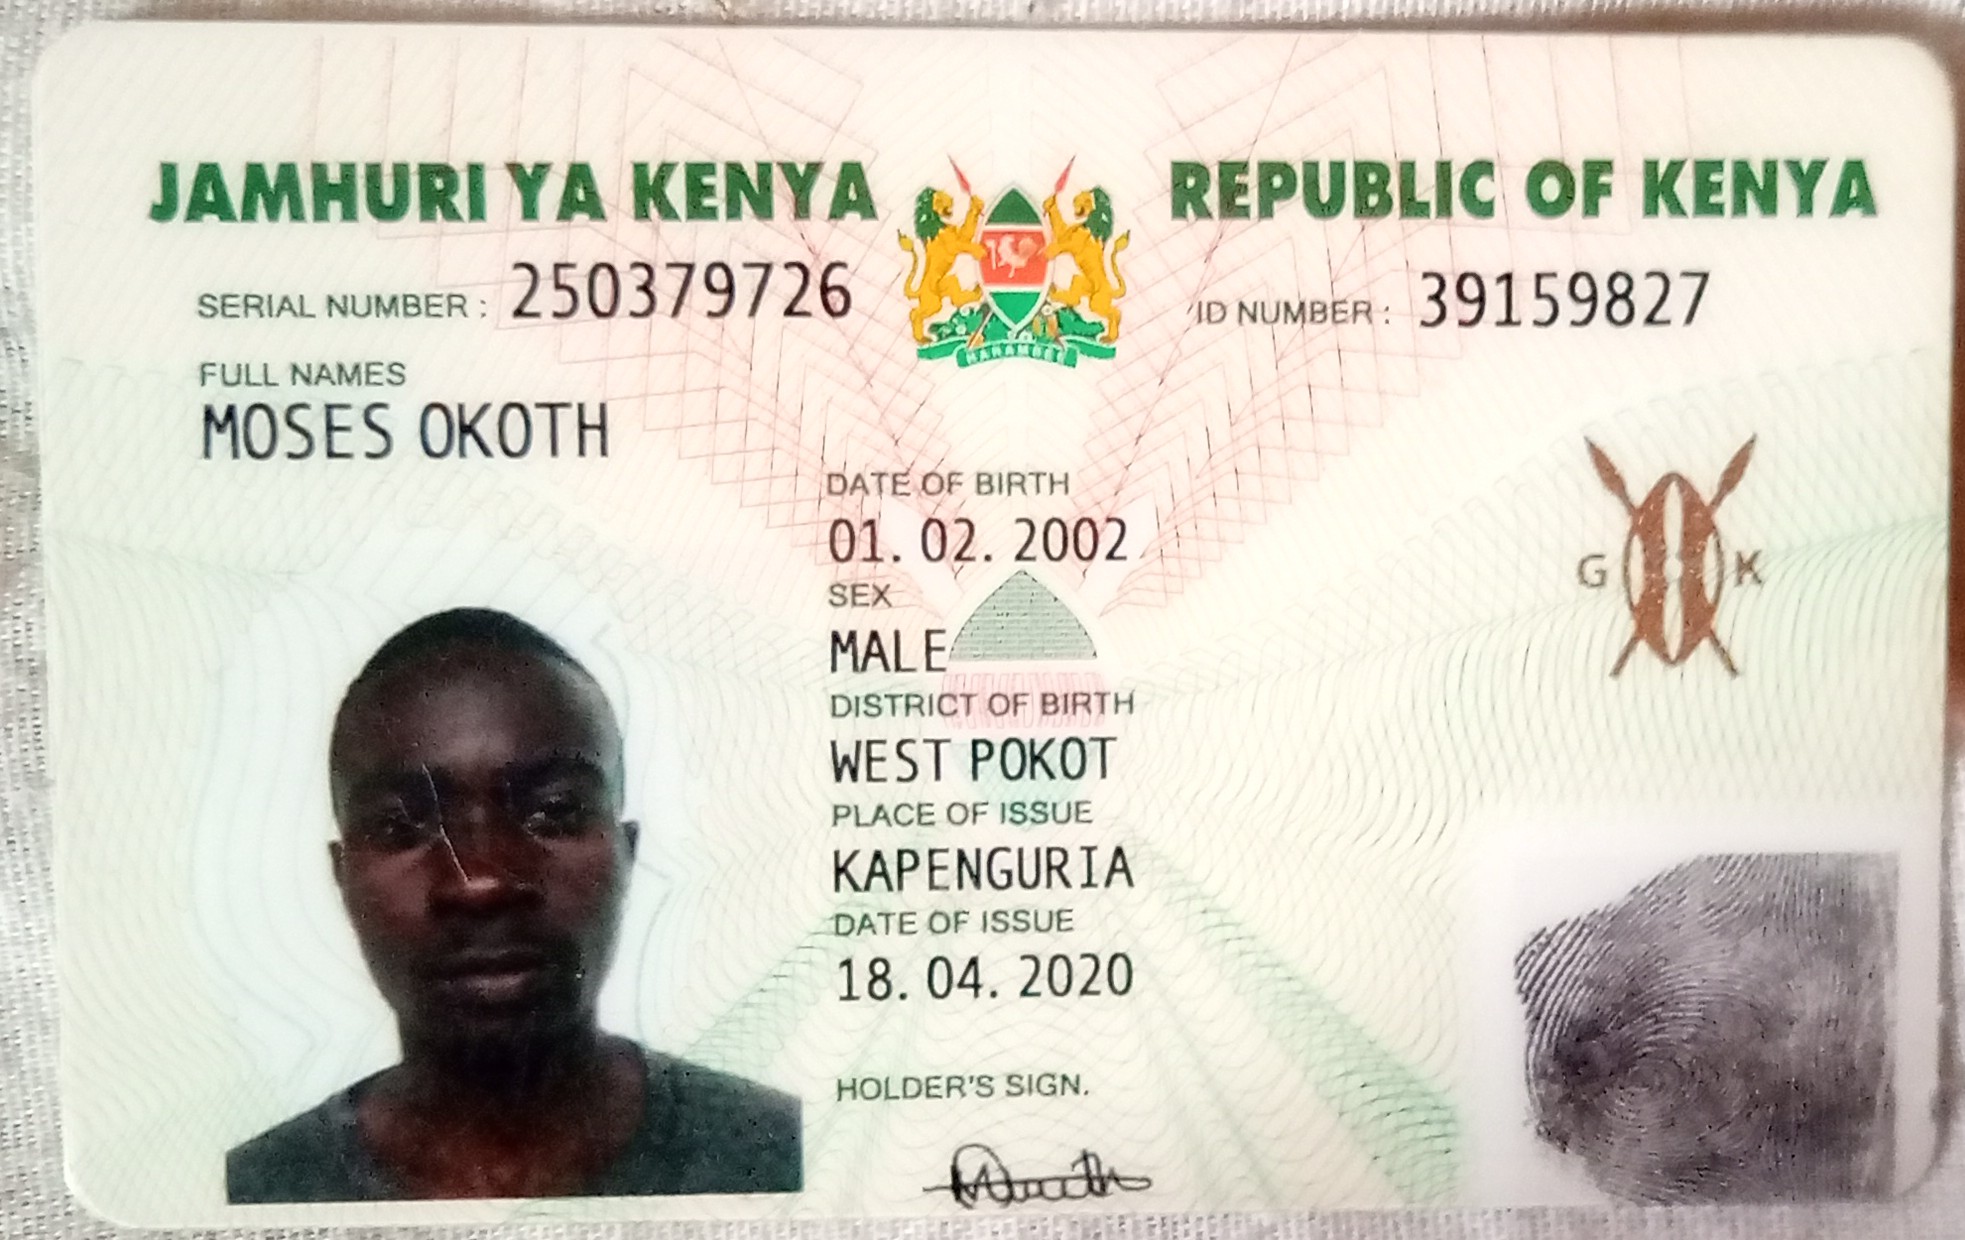 JAMHURI YA KENYA REPUBLIC OF KENYA
SERIAL NUMBER : 250379726 ID NUMBER : 39159827
HARAMBEE
FULL NAMES
MOSES OKOTH
DATE OF BIRTH
01. 02. 2002
SEX
MALE
G K
DISTRICT OF BIRTH
WEST POKOT
PLACE OF ISSUE
KAPENGURIA
DATE OF ISSUE
18. 04. 2020
HOLDER'S SIGN.